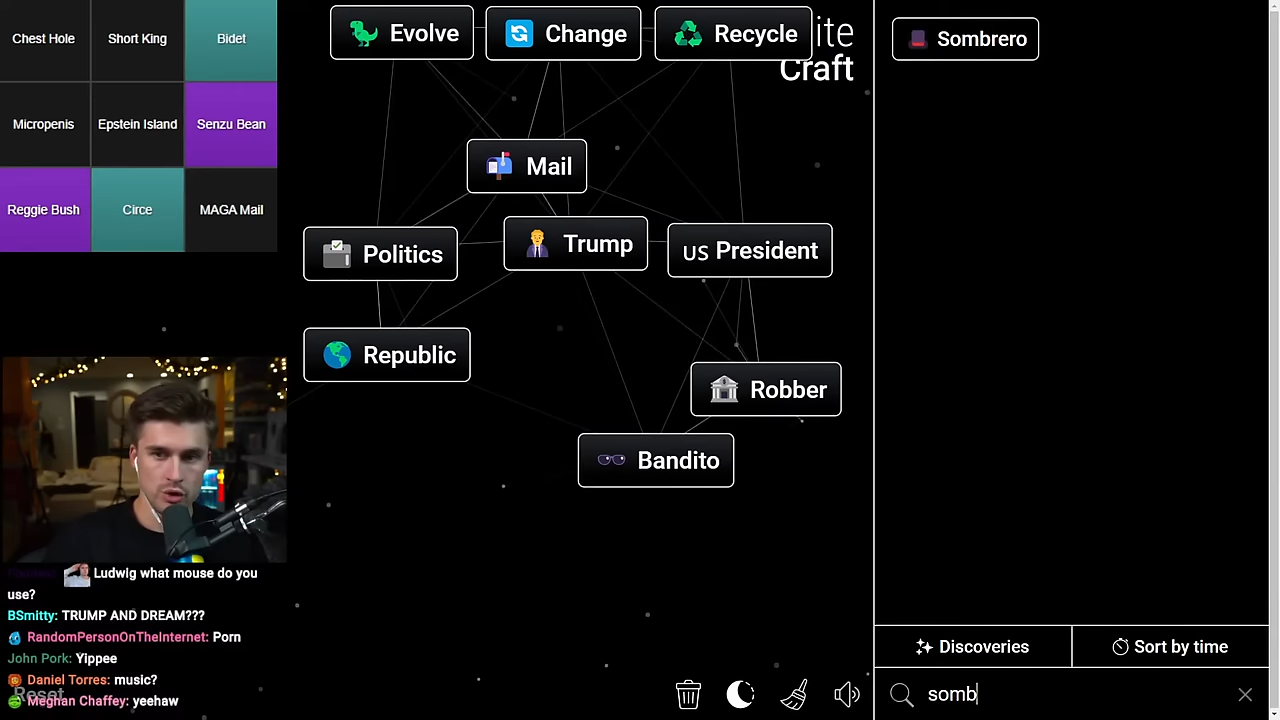 Chest Hole
Short King
Bidet
Micropenis
Epstein Island
Senzu Bean
Reggie Bush
Circe
MAGA Mail
Evolve
Change
Recycle
ite
Craft
Mail
Politics
Trump
US President
Republic
Robber
Bandito
Sombrero
Ludwig what mouse do you
use?
BSmitty: TRUMP AND DREAM???
RandomPersonOnTheInternet: Porn
John Pork: Yippee
Daniel Torres: music?
Reset
Meghan Chaffey: yeehaw
Discoveries
Sort by time
somb